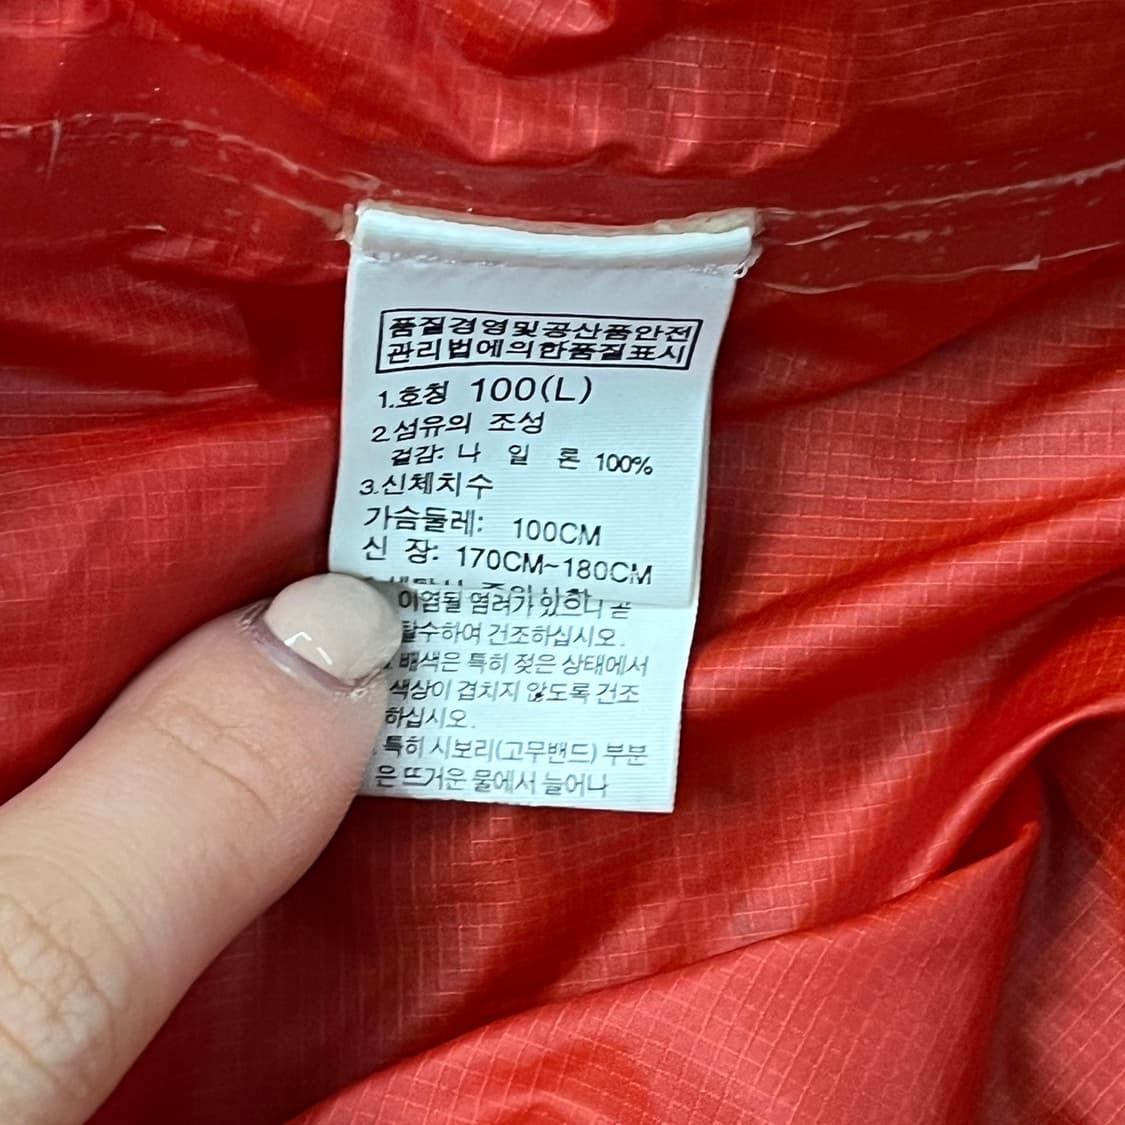 품질경영및공산품안전
관리법에의한품질표시
1.호칭 100(L)
2.섬유의 조성
겉감: 나 일 론 100%
3.신체치수
가슴둘레: 100CM
신 장: 170CM~180CM
이염될 염려가 있으니 곧
탈수하여 건조하십시오.
배색은 특히 젖은 상태에서
색상이 겹치지 않도록 건조
하십시오.
특히 시보리(고무밴드) 부분
은 뜨거운 물에서 늘어나